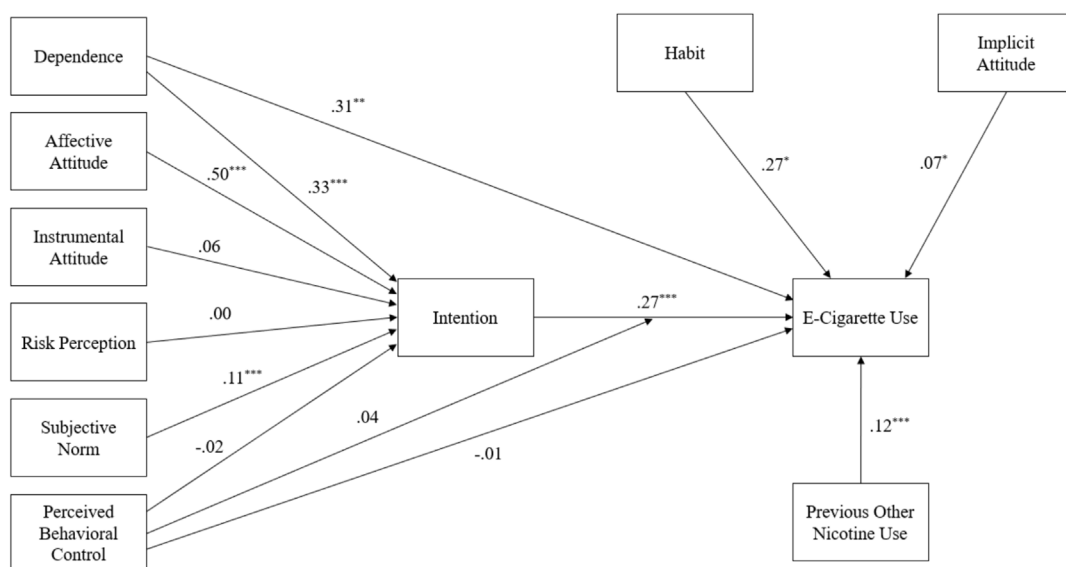 Dependence
Affective
Attitude
Instrumental
Attitude
Risk Perception
Subjective
Norm
Perceived
Behavioral
Control
Intention
Habit
Implicit
Attitude
E-Cigarette Use
Previous Other
Nicotine Use
.31**
.50***
.33***
.06
.00
.11***
-.02
.27***
.04
-.01
.27*
.07*
.12***